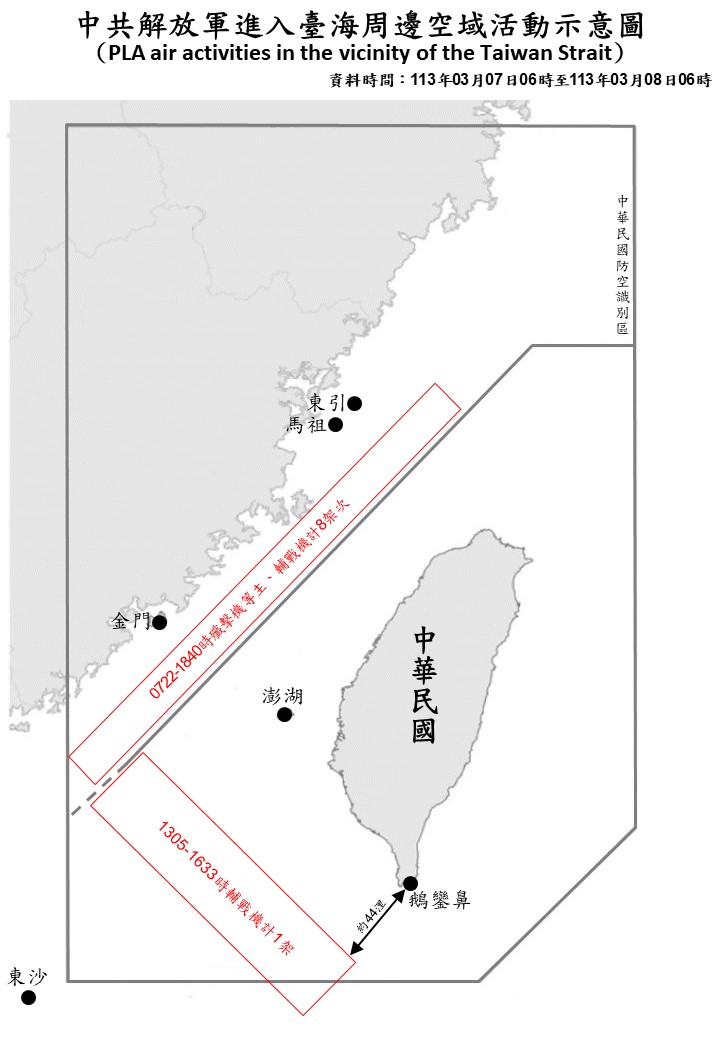 中共解放軍進入臺海周邊空域活動示意圖
（PLA air activities in the vicinity of the Taiwan Strait）
資料時間：113年03月07日06時至113年03月08日06時
中華民國防空識別區
東引
馬祖
0722-1840時殲擊機等主、輔戰機計8架次
金門
中華民國
澎湖
1305-1633時輔戰機計1架
鵝鑾鼻
約44浬
東沙